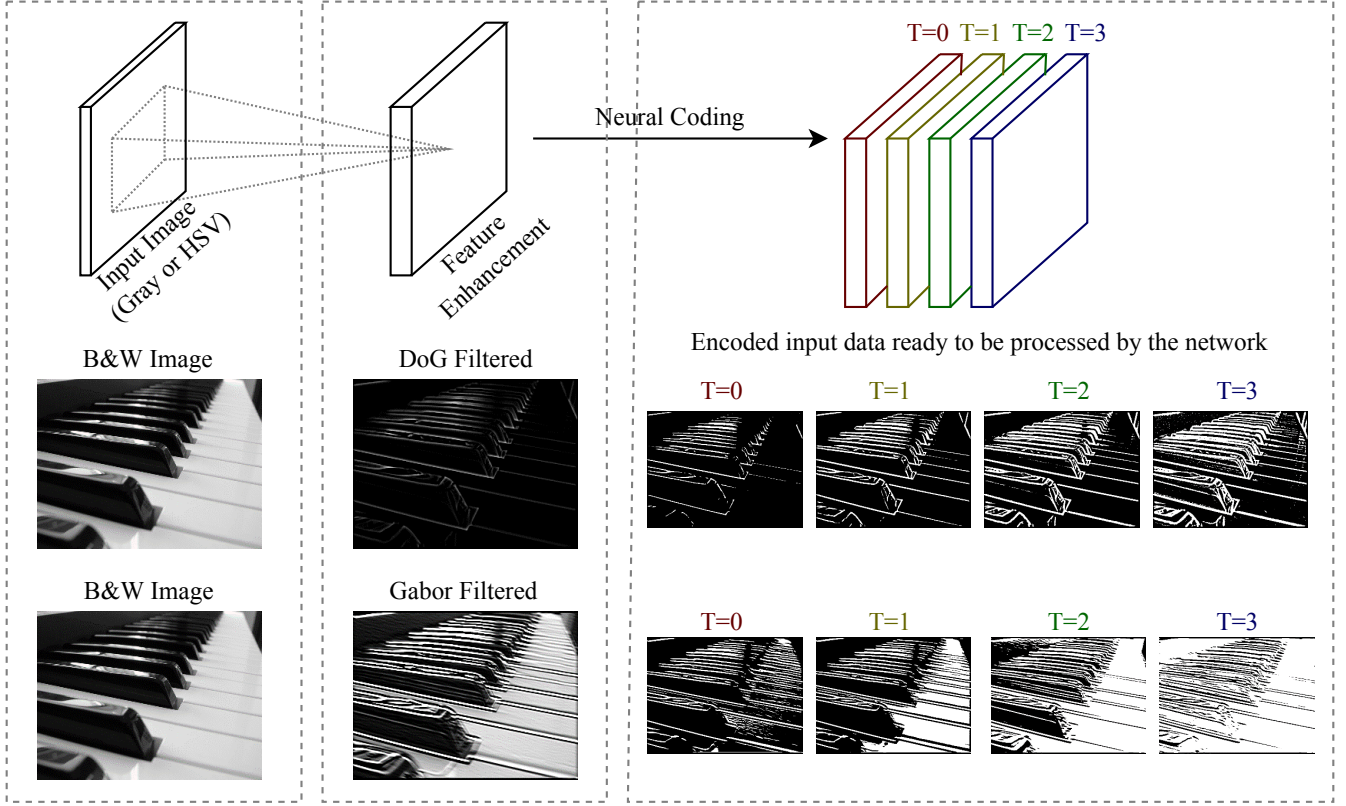 T=0 T=1 T=2 T=3
Neural Coding
Input Image
(Gray or HSV)
Feature
Enhancement
Encoded input data ready to be processed by the network
B&W Image
DoG Filtered
T=0 T=1 T=2 T=3
B&W Image
Gabor Filtered
T=0 T=1 T=2 T=3